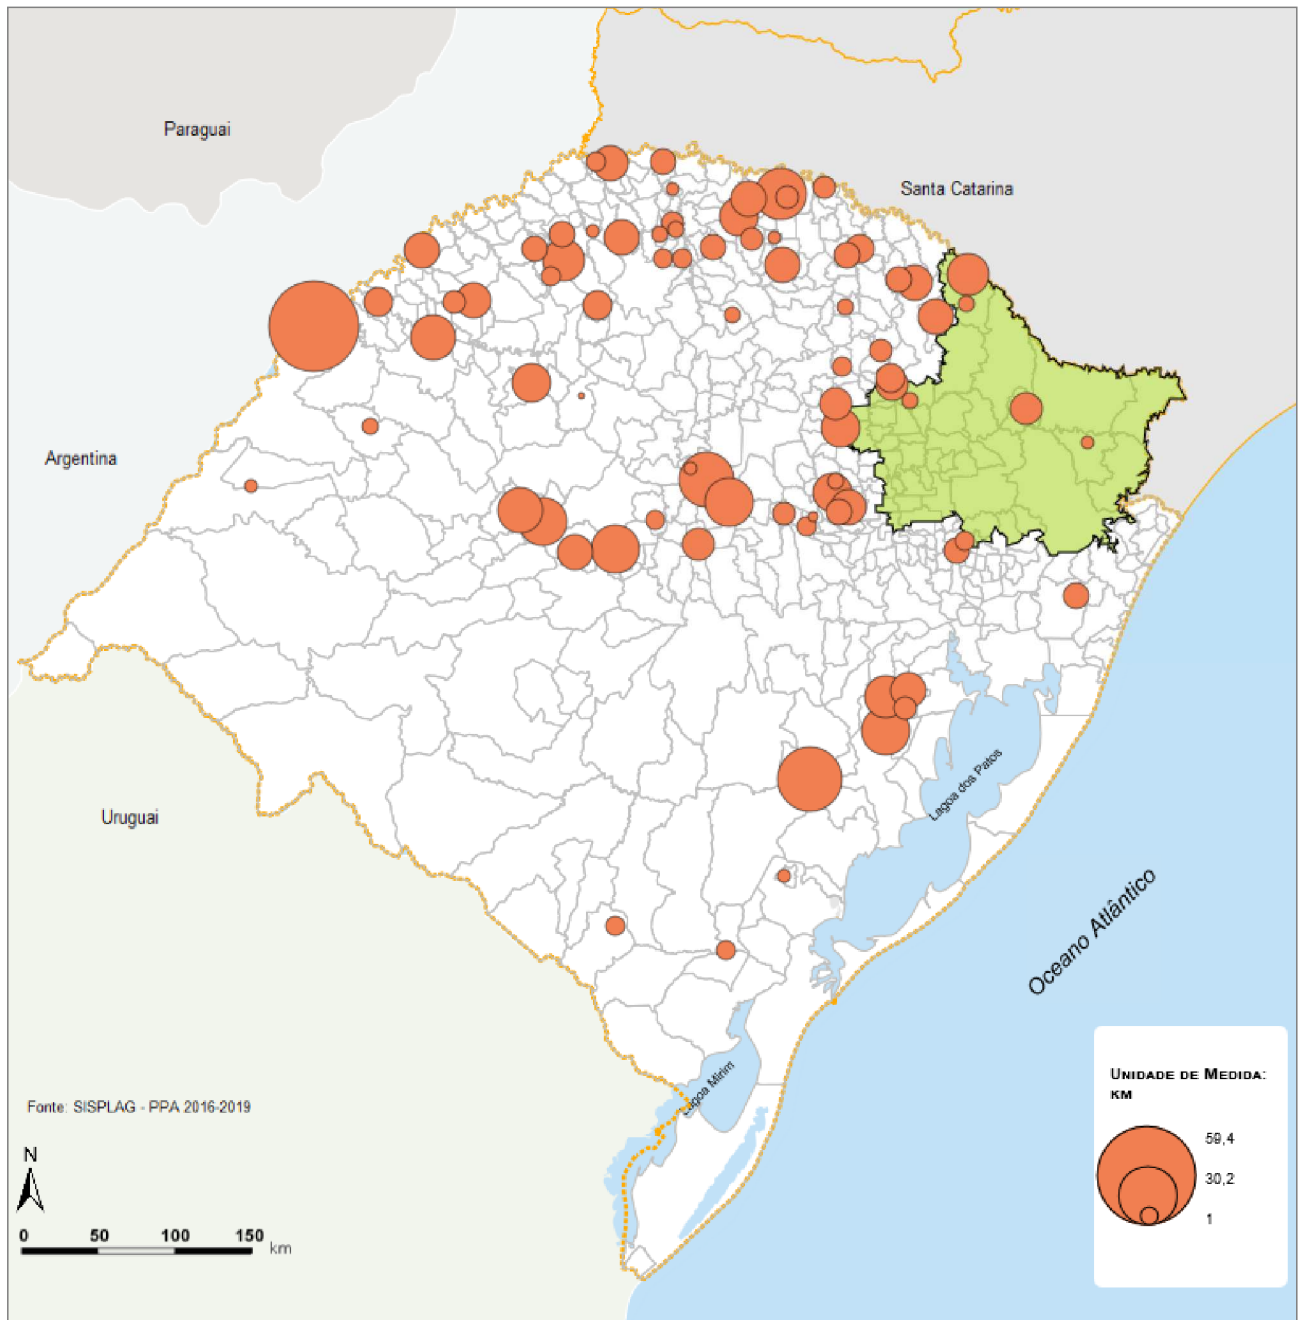 Paraguai
Santa Catarina
Argentina
Uruguai
Lagoa dos Patos
Oceano Atlântico
Lagoa Mirim
Fonte: SISPLAG - PPA 2016-2019
N
0 50 100 150
km
UNIDADE DE MEDIDA:
KM
59,4
30,2
1